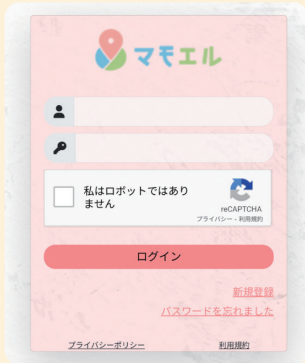 マモエル
私はロボットではあり
ません
reCAPTCHA
プライバシー - 利用規約
ログイン
新規登録
パスワードを忘れました
プライバシーポリシー
利用規約